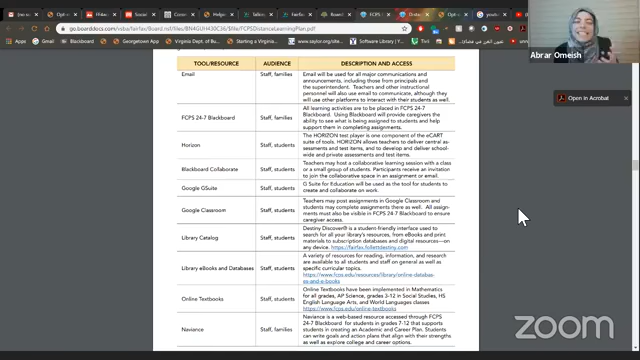 go.boarddocs.com/vsba/fairfax/Board.nsf/files/BN4GUH430C36/$file/FCPSDistanceLearningPlan.pdf
Gmail
Blackboard
Georgetown App
Virginia Dept. of Bu...
Starting a Virginia...
www.taylor.org/site...
Software Library | Y...
Abrar Omeish
Open in Acrobat
TOOL/RESOURCE AUDIENCE DESCRIPTION AND ACCESS
Email Staff, families Email will be used for all major communications and
announcements, including those from principals and
the superintendent. Teachers and other instructional
personnel will also use email to communicate, although they
will use other platforms to interact with their students as well.
FCPS 24-7 Blackboard Staff, families All learning activities are to be placed in FCPS 24-7
Blackboard. Using Blackboard will provide caregivers the
ability to see what is being assigned to students and help
support them in completing assignments.
Horizon Staff, students The HORIZON test player is one component of the eCART
suite of tools. HORIZON allows teachers to deliver central as-
sessments and test items, and to develop and deliver school-
wide and private assessments and test items.
Blackboard Collaborate Staff, students Teachers may host a collaborative learning session with a class
or a small group of students. Participants receive an invitation
to join the collaborative space in an assignment or email.
Google GSuite Staff, students G Suite for Education will be used as the tool for students to
create and collaborate on work.
Google Classroom Staff, students Teachers may post assignments in Google Classroom and
students may complete assignments there as well. All assign-
ments must also be visible in FCPS 24-7 Blackboard to ensure
caregiver access.
Library Catalog Staff, students Destiny Discover® is a student-friendly interface used to
search for all your library's resources, from eBooks and print
materials to subscription databases and digital resources—on
any device. https://fairfax.follettdestiny.com
Library eBooks and Databases Staff, students A variety of resources for reading, information, and
research are available to all students and staff on general as well as
specific curricular topics.
https://www.fcps.edu/resources/library/online-databas-
es-and-e-books
Online Textbooks Staff, students Online Textbooks have been implemented in Mathematics
for all grades, AP Science, grades 3-12 in Social Studies, HS
English Language Arts, and World Languages classes
https://www.fcps.edu/online-textbooks
Naviance Staff, families Naviance is a web-based resource accessed through FCPS
24-7 Blackboard for students in grades 7-12 that supports
students in creating an Academic and Career Plan. Students
can write goals and action plans that align with their strengths
as well as explore college and career options.
zoom